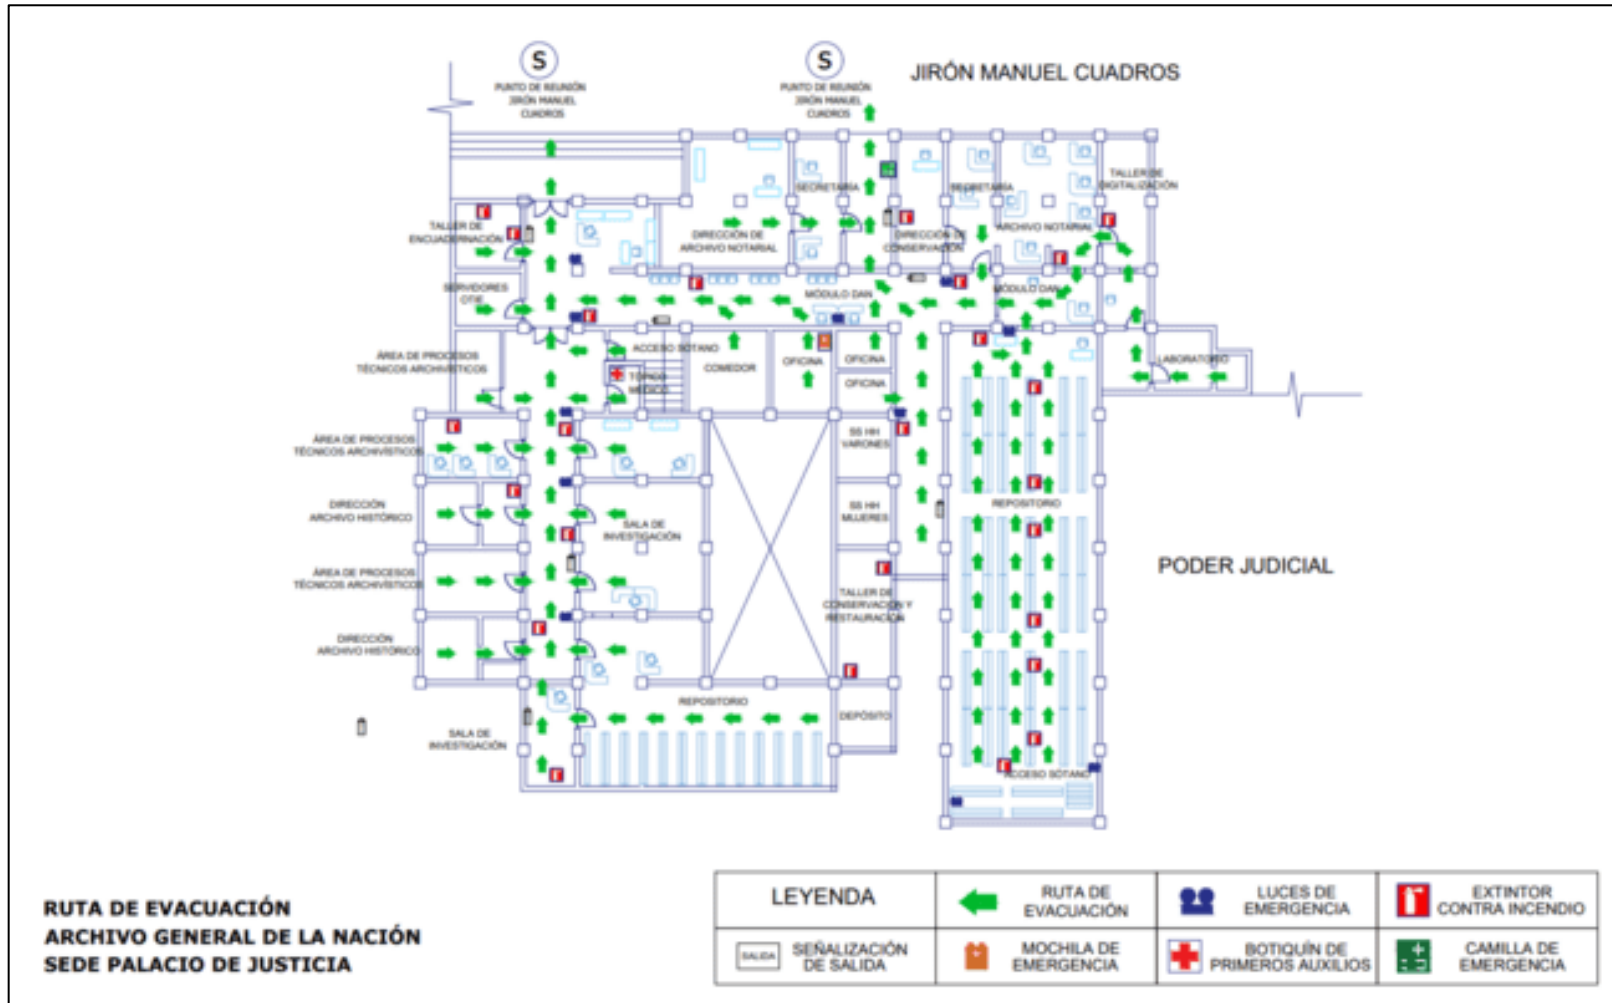 S
PUNTO DE REUNIÓN
JIRÓN MANUEL
CUADROS
S
PUNTO DE REUNIÓN
JIRÓN MANUEL
CUADROS
JIRÓN MANUEL CUADROS
TALLER DE
ENCUADERNACIÓN
DIRECCIÓN DE
ARCHIVO NOTARIAL
SECRETARÍA
DIRECCIÓN DE
CONSERVACIÓN
SECRETARÍA
ARCHIVO NOTARIAL
TALLER DE
DIGITALIZACIÓN
SERVIDORES
OTIE
MÓDULO DAN
MÓDULO DAN
ÁREA DE PROCESOS
TÉCNICOS ARCHIVÍSTICOS
ACCESO SÓTANO
TÓPICO
MÉDICO
COMEDOR
OFICINA
OFICINA
OFICINA
LABORATORIO
ÁREA DE PROCESOS
TÉCNICOS ARCHIVÍSTICOS
SS HH
VARONES
DIRECCIÓN
ARCHIVO HISTÓRICO
SALA DE
INVESTIGACIÓN
SS HH
MUJERES
REPOSITORIO
ÁREA DE PROCESOS
TÉCNICOS ARCHIVÍSTICOS
TALLER DE
CONSERVACIÓN Y
RESTAURACIÓN
PODER JUDICIAL
DIRECCIÓN
ARCHIVO HISTÓRICO
REPOSITORIO
DEPÓSITO
SALA DE
INVESTIGACIÓN
ACCESO SÓTANO
RUTA DE EVACUACIÓN
ARCHIVO GENERAL DE LA NACIÓN
SEDE PALACIO DE JUSTICIA
LEYENDA
RUTA DE
EVACUACIÓN
LUCES DE
EMERGENCIA
EXTINTOR
CONTRA INCENDIO
SALIDA
SEÑALIZACIÓN
DE SALIDA
MOCHILA DE
EMERGENCIA
BOTIQUÍN DE
PRIMEROS AUXILIOS
CAMILLA DE
EMERGENCIA